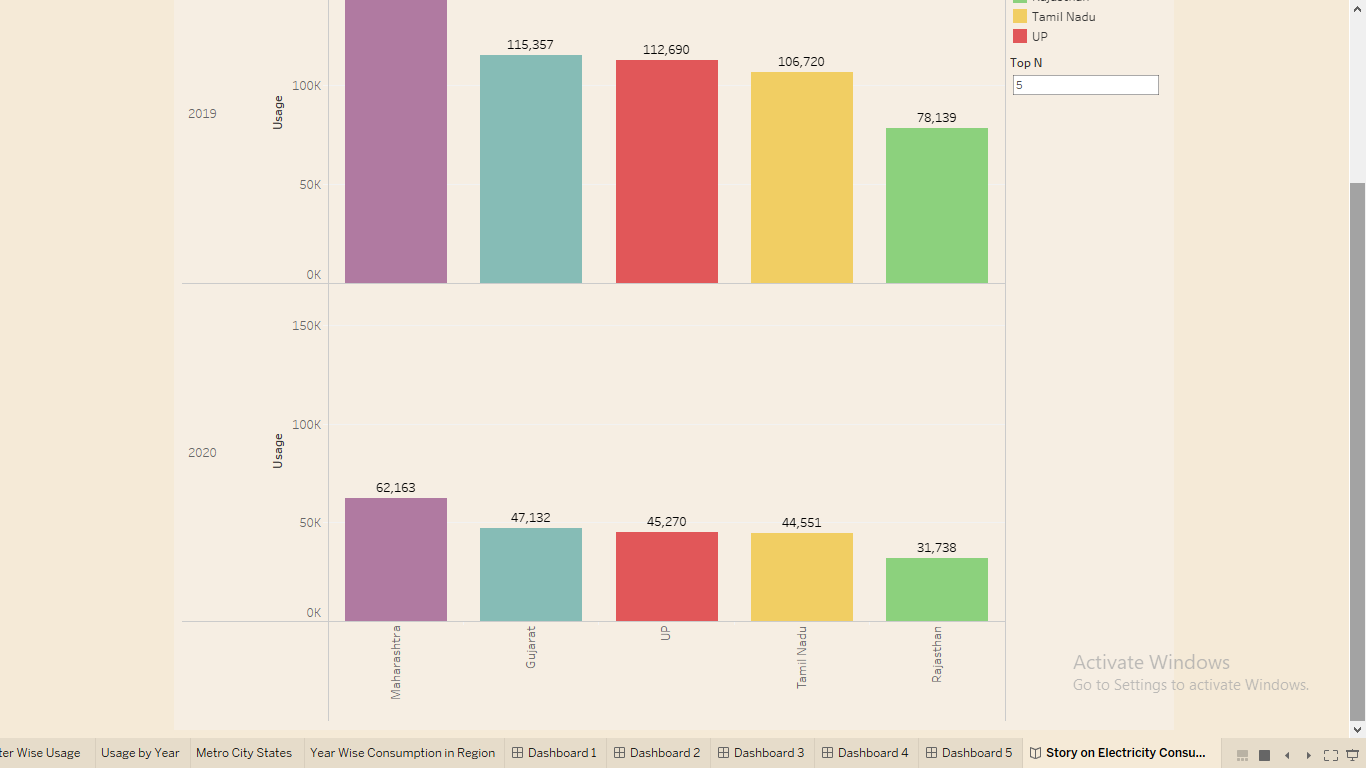 Rajasthan
Tamil Nadu
UP
Top N
5
2019
Usage
100K
50K
0K
115,357
112,690
106,720
78,139
2020
Usage
150K
100K
50K
0K
62,163
47,132
45,270
44,551
31,738
Maharashtra
Gujarat
UP
Tamil Nadu
Rajasthan
Activate Windows
Go to Settings to activate Windows.
ter Wise Usage
Usage by Year
Metro City States
Year Wise Consumption in Region
Dashboard 1
Dashboard 2
Dashboard 3
Dashboard 4
Dashboard 5
Story on Electricity Consu...